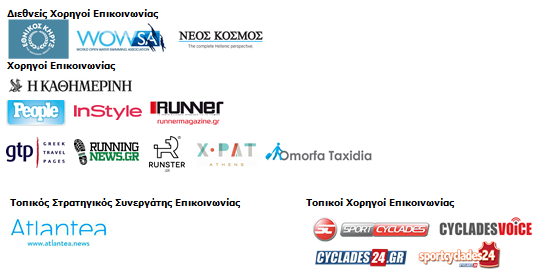 Διεθνείς Χορηγοί Επικοινωνίας
ΕΘΝΙΚΟΣ ΚΗΡΥΞ
WOWSA
WORLD OPEN WATER SWIMMING ASSOCIATION
ΝΕΟΣ ΚΟΣΜΟΣ
The complete Hellenic perspective
Χορηγοί Επικοινωνίας
Η ΚΑΘΗΜΕΡΙΝΗ
People
InStyle
RUNNER
runnermagazine.gr
gtp
GREEK
TRAVEL
PAGES
RUNNING
NEWS.GR
RUNSTER
.GR
X·PAT
ATHENS
Omorfa Taxidia
Τοπικός Στρατηγικός Συνεργάτης Επικοινωνίας
Atlantea
www.atlantea.news
Τοπικοί Χορηγοί Επικοινωνίας
SC SPORT CYCLADES
CYCLADES VOICE
CYCLADES 24.GR
sportcyclades24